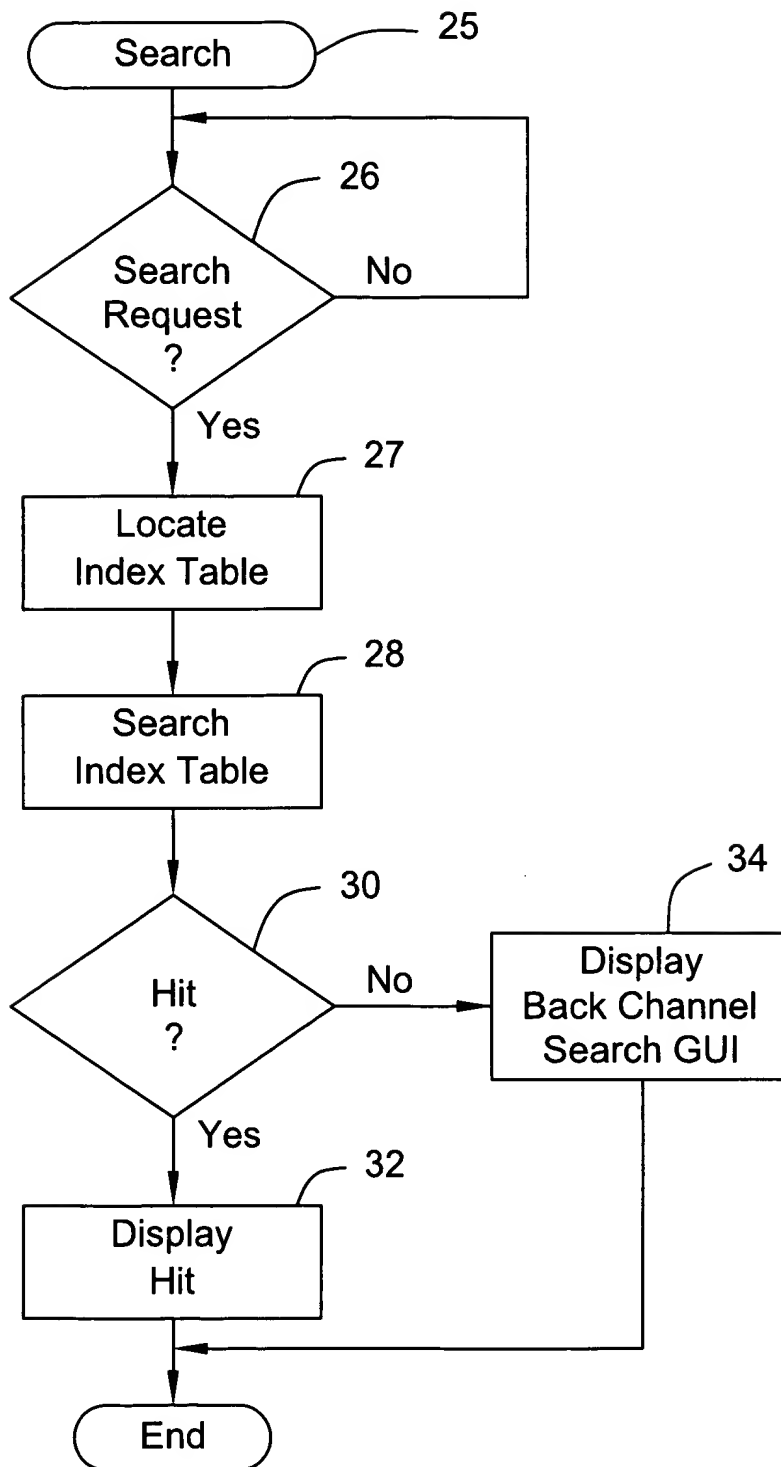 Search
25
26
Search
Request
?
No
Yes
27
Locate
Index Table
28
Search
Index Table
30
Hit
?
No
34
Display
Back Channel
Search GUI
Yes
32
Display
Hit
End